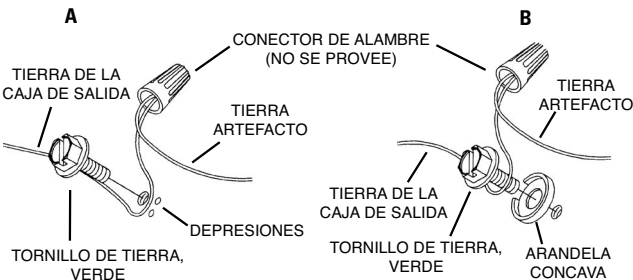 A
B
CONECTOR DE ALAMBRE
(NO SE PROVEE)
TIERRA DE LA
CAJA DE SALIDA
TIERRA
ARTEFACTO
TIERRA
ARTEFACTO
DEPRESIONES
TORNILLO DE TIERRA,
VERDE
TIERRA DE LA
CAJA DE SALIDA
TORNILLO DE TIERRA,
VERDE
ARANDELA
CONCAVA